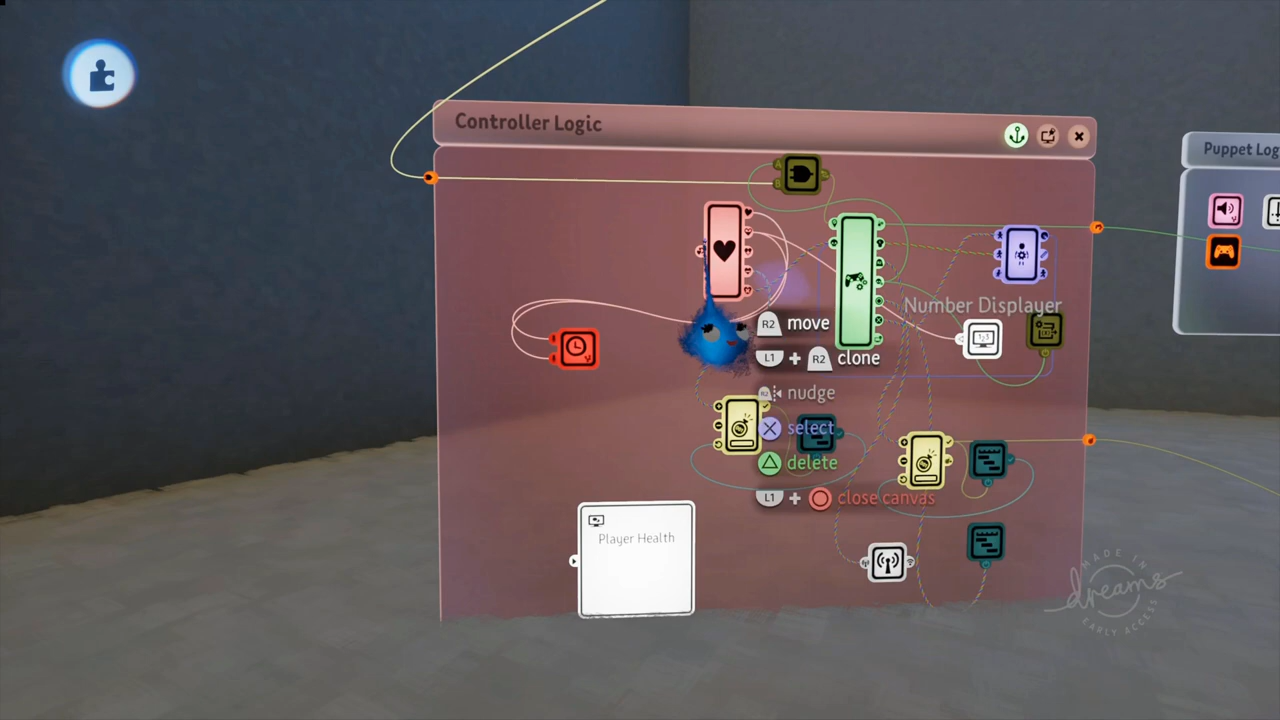 Controller Logic
Puppet Log
A
B
Number Displayer
123
R2 move
L1 + R2 clone
nudge
select
delete
L1 + close canvas
Player Health
MADE IN
dreams
EARLY ACCESS